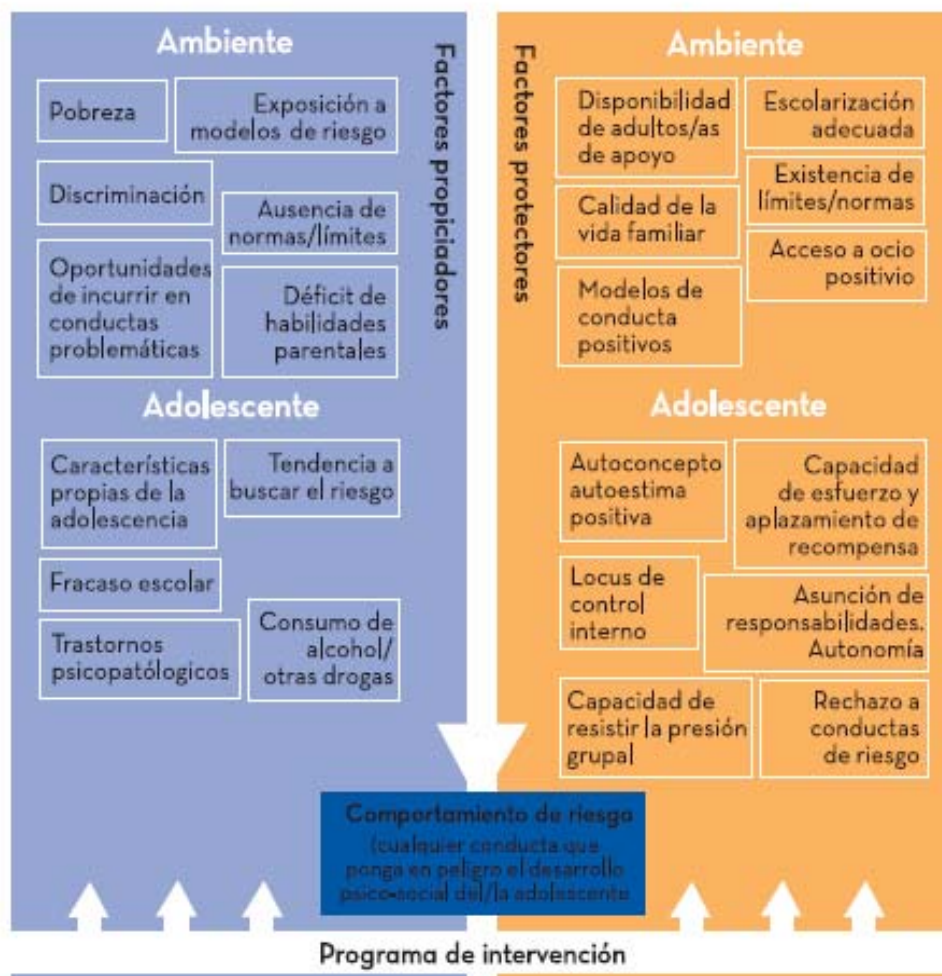 Ambiente
Pobreza
Exposición a
modelos de riesgo
Discriminación
Ausencia de
normas/límites
Oportunidades
de incurrir en
conductas
problemáticas
Déficit de
habilidades
parentales
Adolescente
Características
propias de la
adolescencia
Tendencia a
buscar el riesgo
Fracaso escolar
Trastornos
psicopatólogicos
Consumo de
alcohol/
otras drogas
Factores propiciadores
Factores protectores
Ambiente
Disponibilidad
de adultos/as
de apoyo
Escolarización
adecuada
Calidad de la
vida familiar
Existencia de
límites/normas
Modelos de
conducta
positivos
Acceso a ocio
positivio
Adolescente
Autoconcepto
autoestima
positiva
Capacidad
de esfuerzo y
aplazamiento de
recompensa
Locus de
control
interno
Asunción de
responsabilidades.
Autonomía
Capacidad de
resistir la presión
grupal
Rechazo a
conductas
de riesgo
Comportamiento de riesgo
(cualquier conducta que
ponga en peligro el desarrollo
psico-social del/la adolescente
Programa de intervención